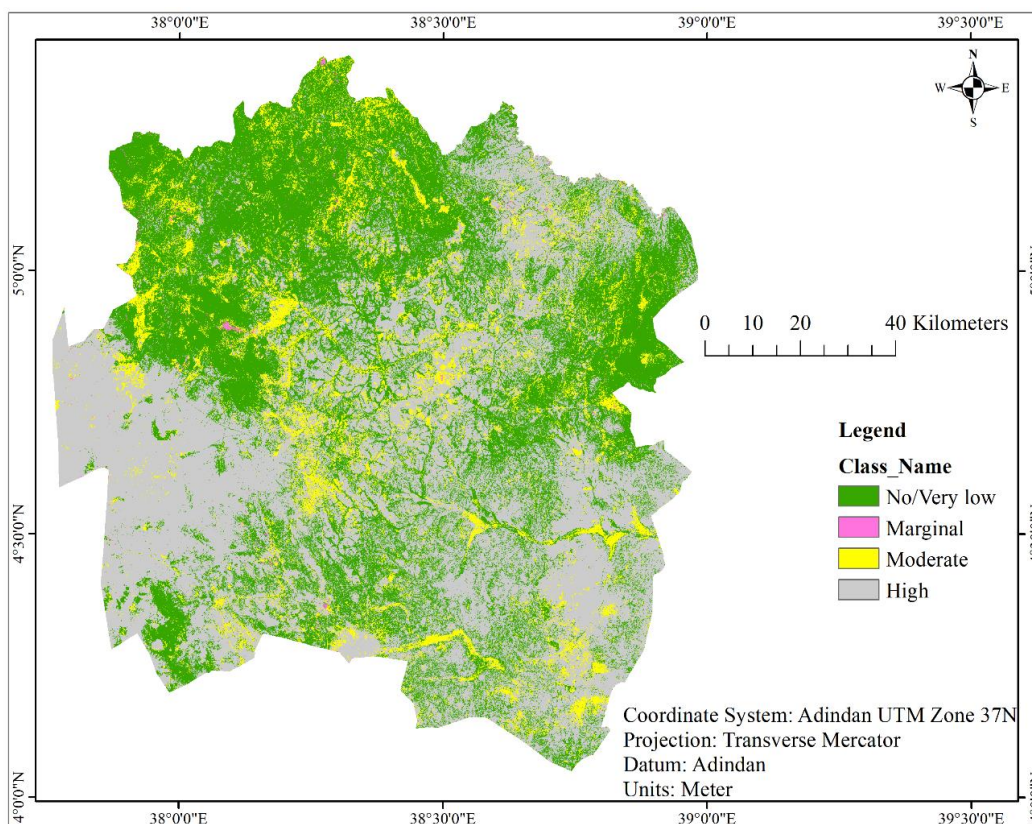 38°0'0"E 38°30'0"E 39°0'0"E 39°30'0"E
N
W E
S
5°0'0"N
0 10 20 40 Kilometers
Legend
Class_Name
No/Very low
Marginal
Moderate
High
4°30'0"N
Coordinate System: Adindan UTM Zone 37N
Projection: Transverse Mercator
Datum: Adindan
Units: Meter
4°0'0"N
38°0'0"E 38°30'0"E 39°0'0"E 39°30'0"E